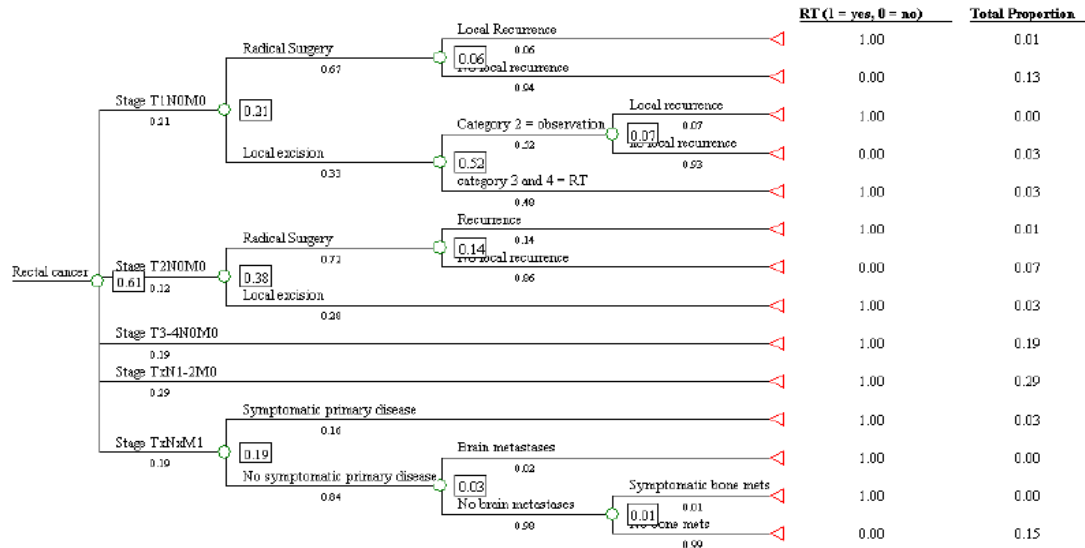 RT (1 = yes, 0 = no) Total Proportion
Local Recurrence
0.06 1.00 0.01
Radical Surgery 0.06
0.67 No local recurrence
0.94 0.00 0.13
Stage T1N0M0 Local recurrence
0.21 0.21 0.07 1.00 0.00
Category 2 = observation 0.07
0.52 no local recurrence
Local excision 0.93 0.00 0.03
0.33 0.52
category 3 and 4 = RT
0.48 1.00 0.03
Recurrence
0.14 1.00 0.01
Radical Surgery 0.14
0.72 No local recurrence
0.86 0.00 0.07
Rectal cancer Stage T2N0M0
0.61 0.12 0.38
Local excision
0.28 1.00 0.03
Stage T3-4N0M0
0.19 1.00 0.19
TxN1-2M0
0.29 1.00 0.29
Symptomatic primary disease
0.16 1.00 0.03
Stage TxNxM1
0.19 0.19
Brain metastases
0.02 1.00 0.00
No symptomatic primary disease
0.84 0.03
Symptomatic bone mets
0.01 1.00 0.00
No brain metastases 0.01
0.98 No bone mets
0.99 0.00 0.15